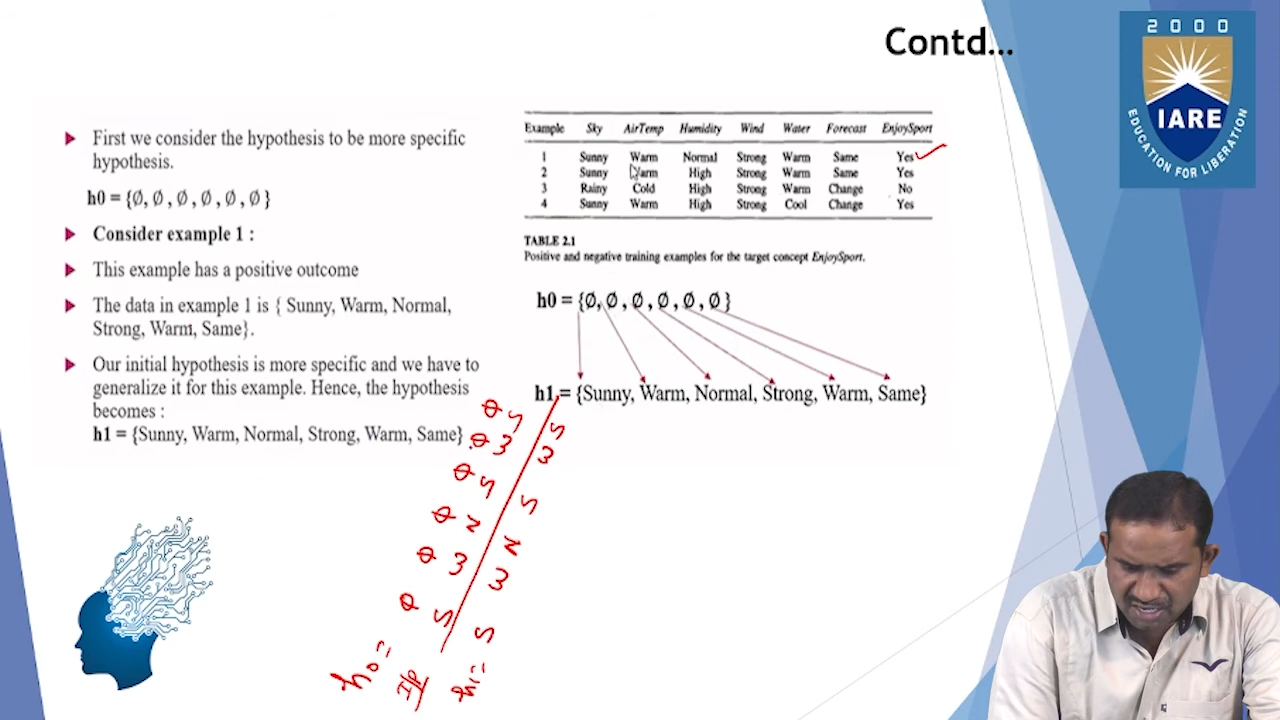 Contd...
2000
IARE
EDUCATION FOR LIBERATION
First we consider the hypothesis to be more specific
hypothesis.
h0 = {Ø, Ø , Ø , Ø , Ø , Ø }
Consider example 1 :
This example has a positive outcome
The data in example 1 is { Sunny, Warm, Normal,
Strong, Warm, Same}.
Our initial hypothesis is more specific and we have to
generalize it for this example. Hence, the hypothesis
becomes :
h1 = {Sunny, Warm, Normal, Strong, Warm, Same}
Example Sky AirTemp Humidity Wind Water Forecast EnjoySport
1 Sunny Warm Normal Strong Warm Same Yes
2 Sunny Warm High Strong Warm Same Yes
3 Rainy Cold High Strong Warm Change No
4 Sunny Warm High Strong Cool Change Yes
TABLE 2.1
Positive and negative training examples for the target concept EnjoySport.
h0 = {Ø, Ø , Ø , Ø , Ø , Ø }
h1 = {Sunny, Warm, Normal, Strong, Warm, Same}
h0 = Ø Ø Ø Ø Ø Ø
I/P S W N S W S
h1 = S W N S W S